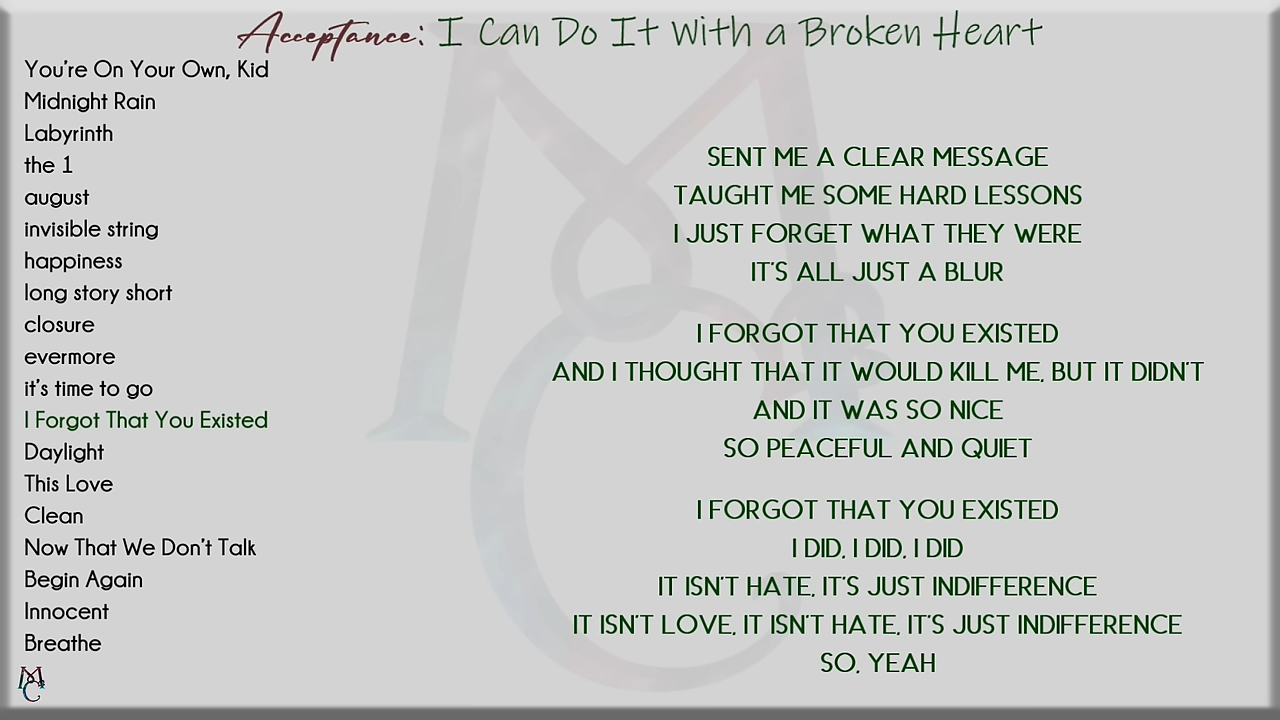 Acceptance: I Can Do It With a Broken Heart
You're On Your Own, Kid
Midnight Rain
Labyrinth
the 1
august
invisible string
happiness
long story short
closure
evermore
it's time to go
I Forgot That You Existed
Daylight
This Love
Clean
Now That We Don't Talk
Begin Again
Innocent
Breathe
SENT ME A CLEAR MESSAGE
TAUGHT ME SOME HARD LESSONS
I JUST FORGET WHAT THEY WERE
IT'S ALL JUST A BLUR
I FORGOT THAT YOU EXISTED
AND I THOUGHT THAT IT WOULD KILL ME, BUT IT DIDN'T
AND IT WAS SO NICE
SO PEACEFUL AND QUIET
I FORGOT THAT YOU EXISTED
I DID, I DID, I DID
IT ISN'T HATE, IT'S JUST INDIFFERENCE
IT ISN'T LOVE, IT ISN'T HATE, IT'S JUST INDIFFERENCE
SO, YEAH